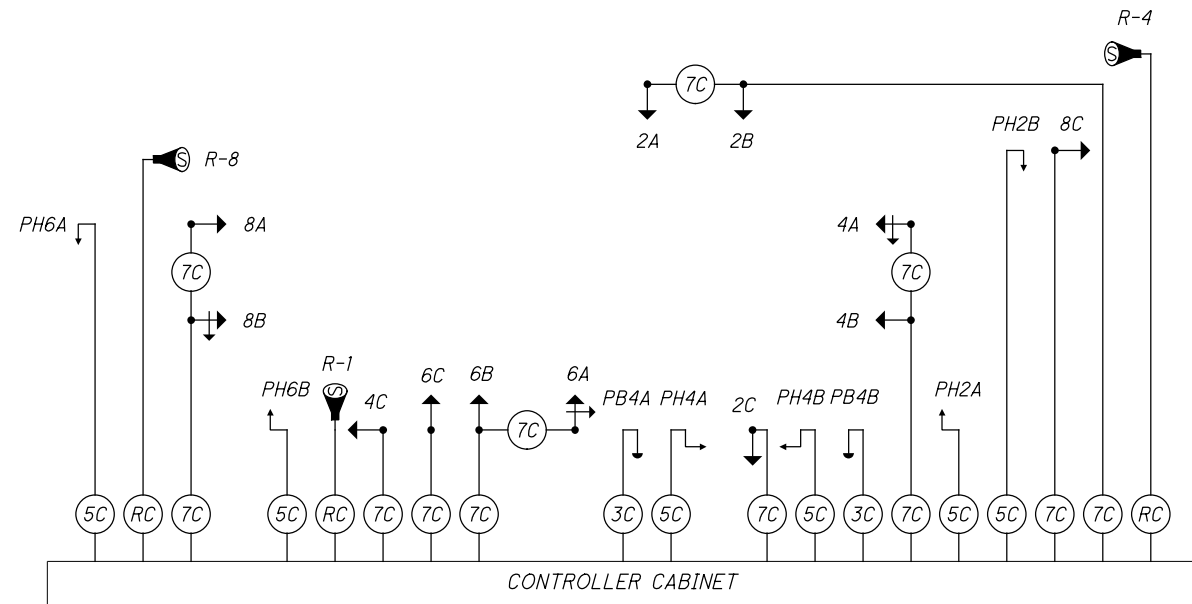 R-4
S
7C
2A 2B
PH2B 8C
S R-8
PH6A
8A
4A
7C
7C
8B
4B
R-1
S
PH6B
4C
6C
6B
6A
PB4A PH4A
2C
PH4B PB4B
PH2A
7C
5C RC 7C 5C RC 7C 7C 7C 3C 5C 7C 5C 3C 7C 5C 5C 7C 7C RC
CONTROLLER CABINET